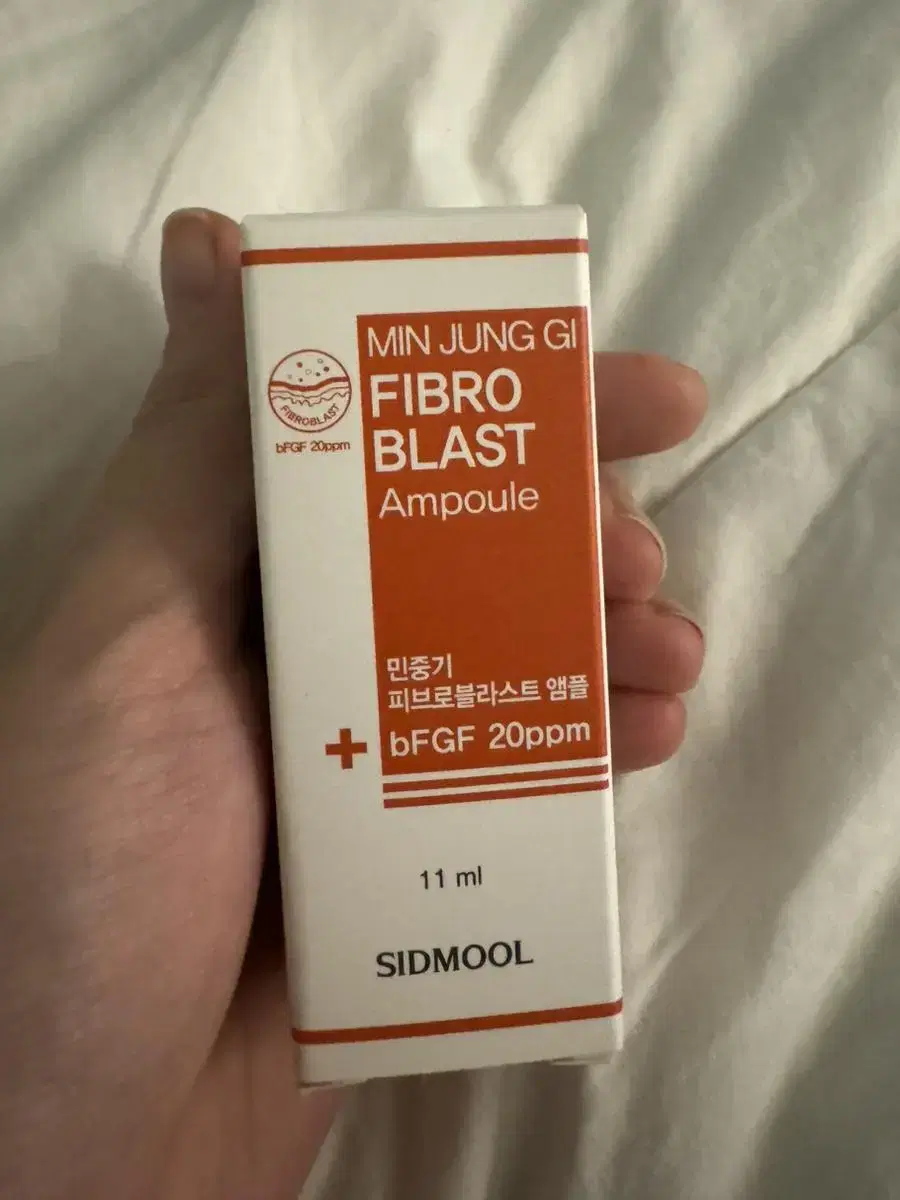 MIN JUNG GI
FIBRO
BLAST
Ampoule
FIBROBLAST
bFGF 20ppm
민중기
피브로블라스트 앰플
+ bFGF 20ppm
11 ml
SIDMOOL